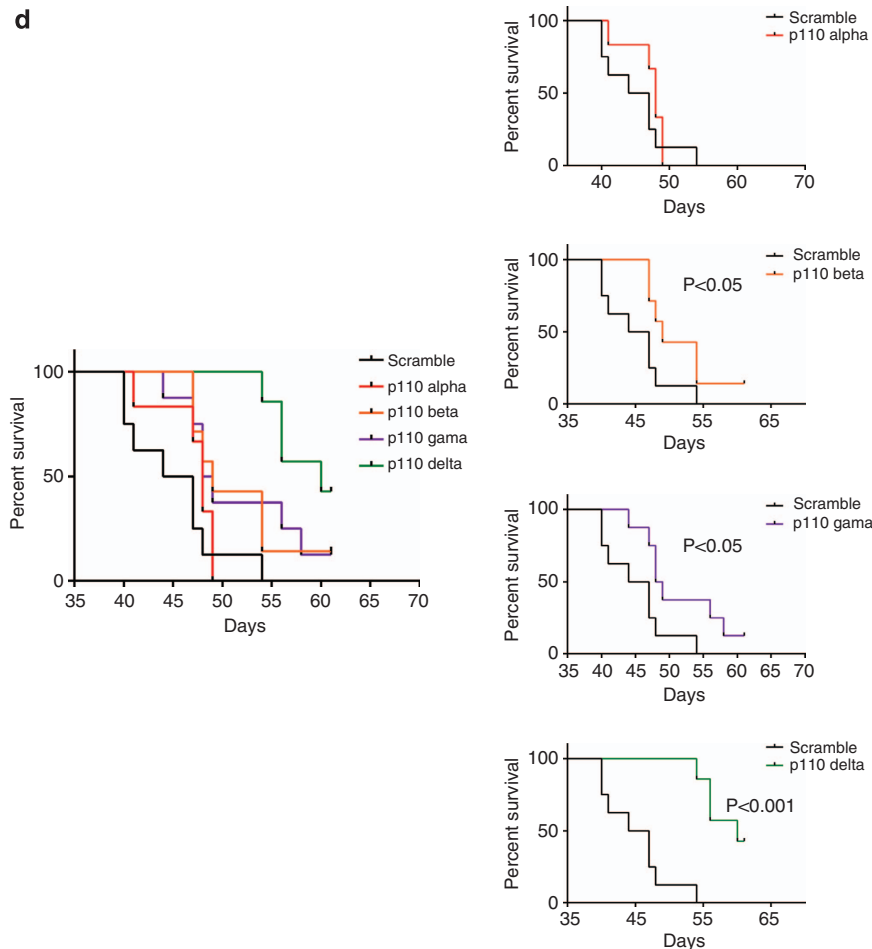 d
Percent survival
100
50
0
35 40 45 50 55 60 65 70
Days
Scramble
p110 alpha
p110 beta
p110 gama
p110 delta
Percent survival
100
50
0
40 50 60 70
Days
Scramble
p110 alpha
Percent survival
100
50
0
35 45 55 65
Days
P<0.05
Scramble
p110 beta
Percent survival
100
50
0
35 40 45 50 55 60 65 70
Days
P<0.05
Scramble
p110 gama
Percent survival
100
50
0
35 45 55 65
Days
P<0.001
Scramble
p110 delta